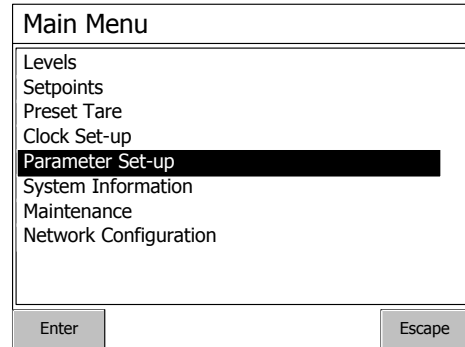 Main Menu
Levels
Setpoints
Preset Tare
Clock Set-up
Parameter Set-up
System Information
Maintenance
Network Configuration
Enter
Escape